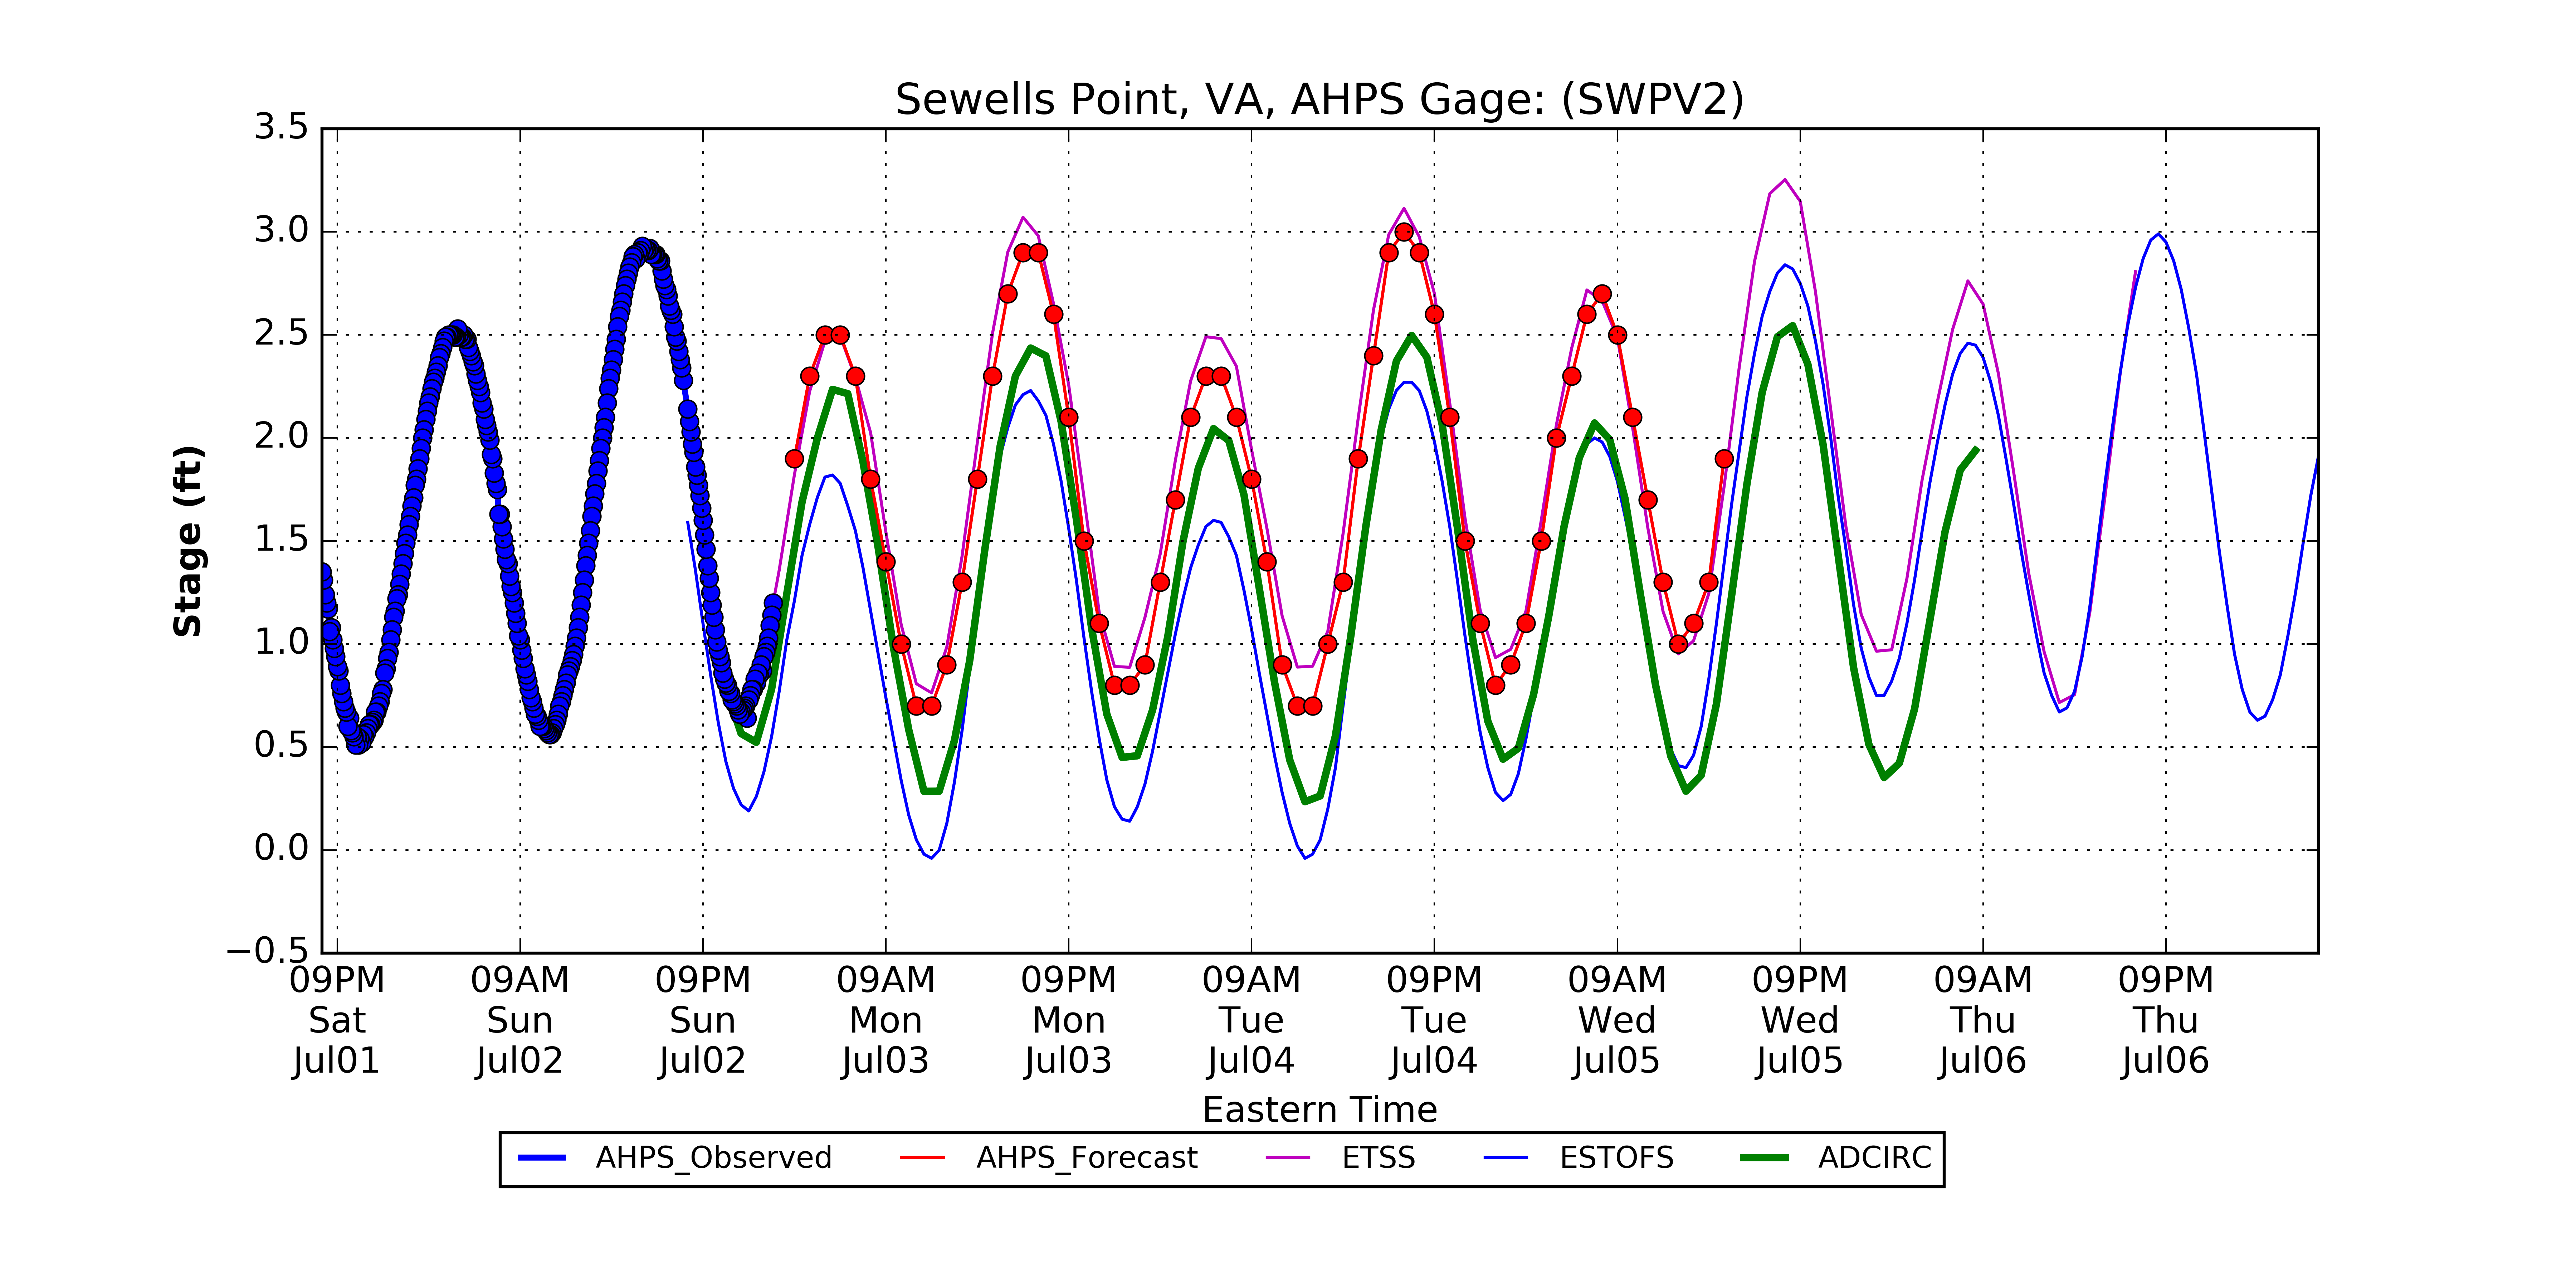 Sewells Point, VA, AHPS Gage: (SWPV2)
Stage (ft)
3.5
3.0
2.5
2.0
1.5
1.0
0.5
0.0
−0.5
09PM 09AM 09PM 09AM 09PM 09AM 09PM 09AM 09PM 09AM 09PM
Sat Sun Sun Mon Mon Tue Tue Wed Wed Thu Thu
Jul01 Jul02 Jul02 Jul03 Jul03 Jul04 Jul04 Jul05 Jul05 Jul06 Jul06
Eastern Time
AHPS_Observed AHPS_Forecast ETSS ESTOFS ADCIRC